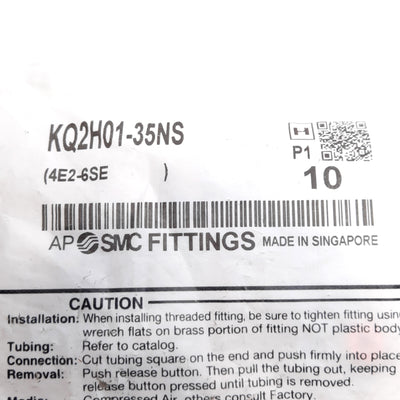 KQ2H01-35NS
P1
(4E2-6SE )
10
AP SMC FITTINGS MADE IN SINGAPORE
CAUTION
Installation: When installing threaded fitting, be sure to tighten fitting using
wrench flats on brass portion of fitting NOT plastic body
Tubing: Refer to catalog.
Connection: Cut tubing square on the end and push firmly into place
Removal: Push release button. Then pull the tubing out, keeping
release button pressed until tubing is removed.
Media: Compressed Air, others consult Factory.